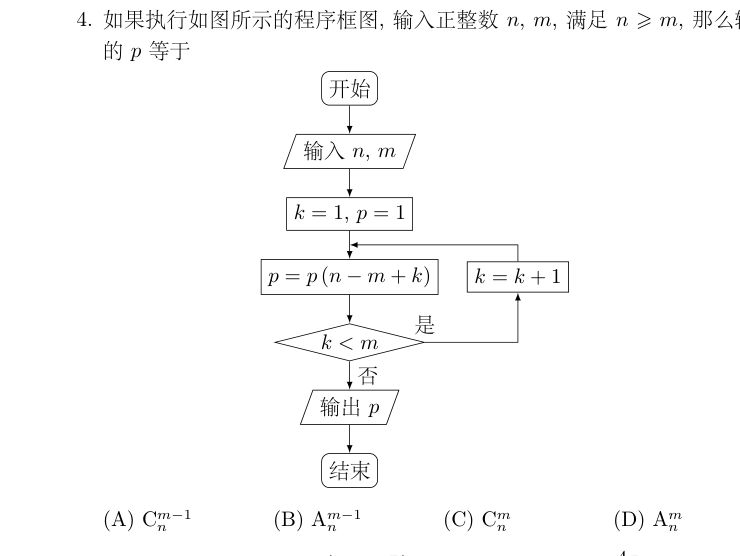 4. 如果执行如图所示的程序框图, 输入正整数 n, m, 满足 n ⩾ m, 那么
的 p 等于
开始
输入 n, m
k = 1, p = 1
p = p (n − m + k)
k = k + 1
是
k < m
否
输出 p
结束
(A) C_n^{m−1} (B) A_n^{m−1} (C) C_n^m (D) A_n^m